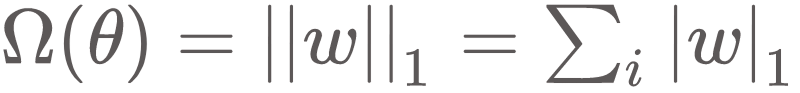 Ω(θ) = ||w||₁ = ∑ᵢ |w|₁